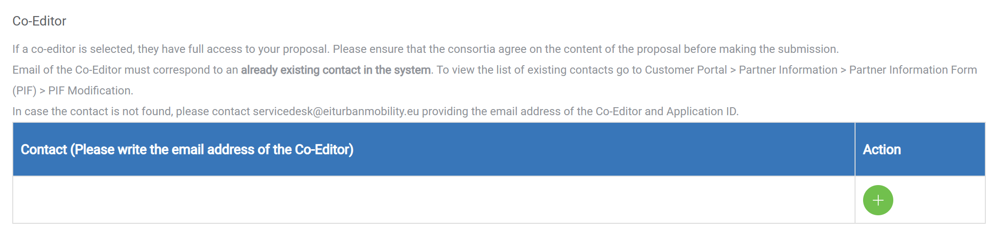 Co-Editor
If a co-editor is selected, they have full access to your proposal. Please ensure that the consortia agree on the content of the proposal before making the submission.
Email of the Co-Editor must correspond to an already existing contact in the system. To view the list of existing contacts go to Customer Portal > Partner Information > Partner Information Form
(PIF) > PIF Modification.
In case the contact is not found, please contact servicedesk@eiturbanmobility.eu providing the email address of the Co-Editor and Application ID.
Contact (Please write the email address of the Co-Editor)
Action